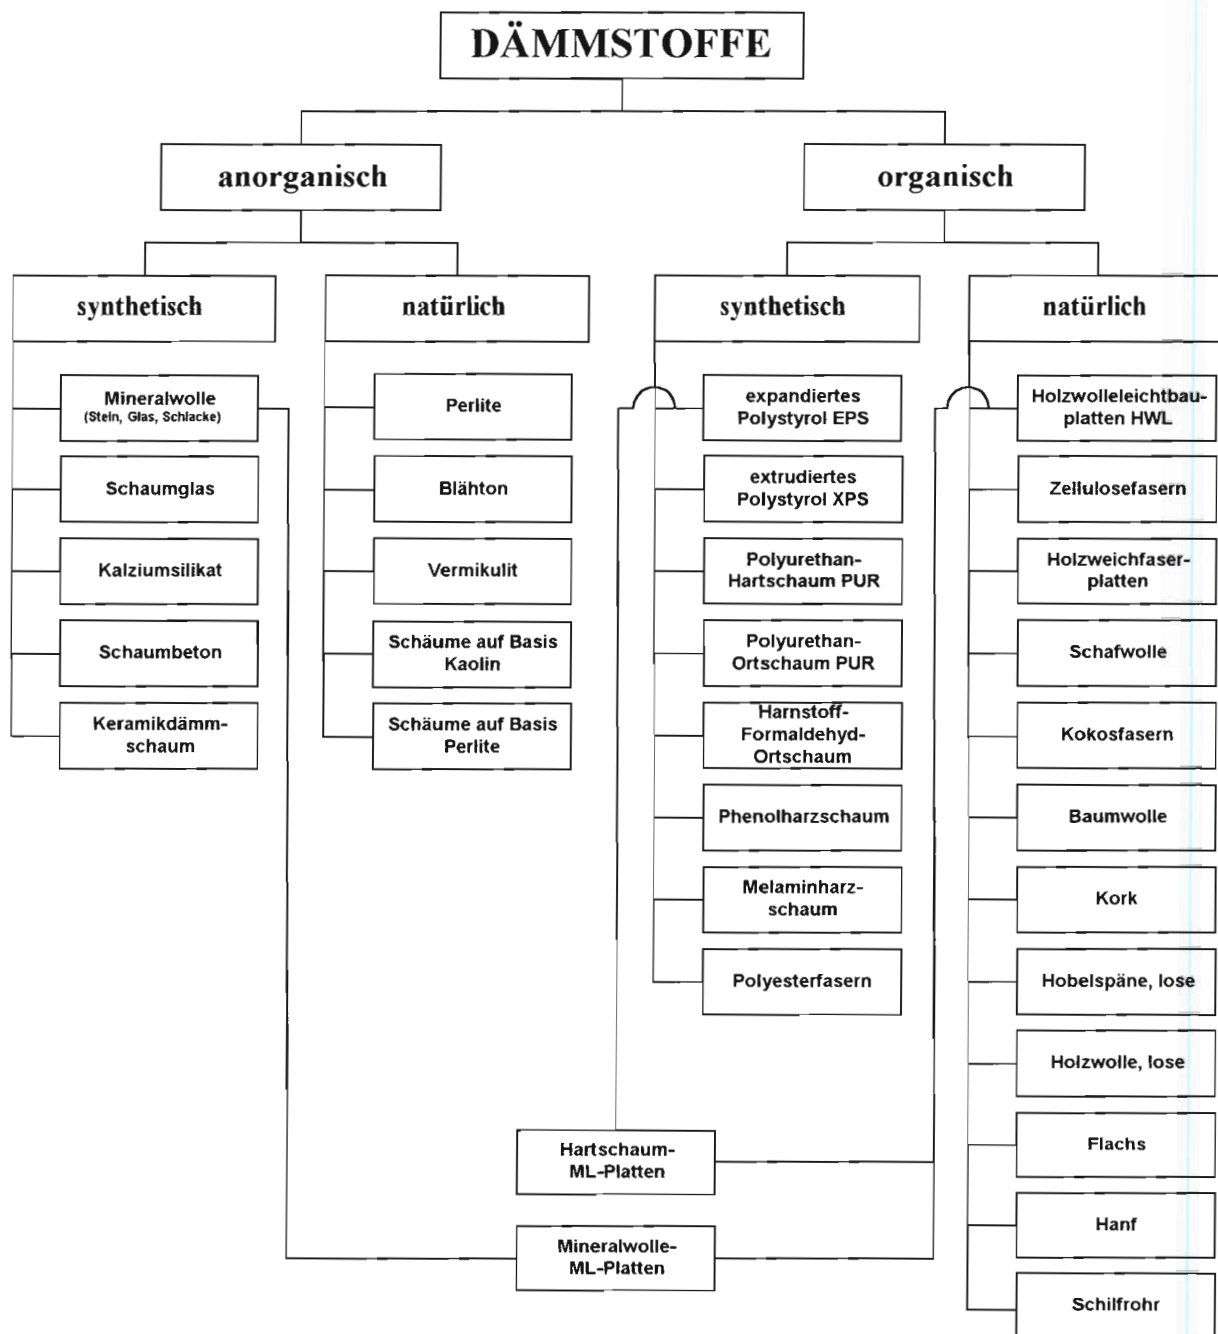 DÄMMSTOFFE
anorganisch
organisch
synthetisch
natürlich
synthetisch
natürlich
Mineralwolle
(Stein, Glas, Schlacke)
Schaumglas
Kalziumsilikat
Schaumbeton
Keramikdämm-
schaum
Perlite
Blähton
Vermikulit
Schäume auf Basis
Kaolin
Schäume auf Basis
Perlite
expandiertes
Polystyrol EPS
extrudiertes
Polystyrol XPS
Polyurethan-
Hartschaum PUR
Polyurethan-
Ortschaum PUR
Harnstoff-
Formaldehyd-
Ortschaum
Phenolharzschaum
Melaminharz-
schaum
Polyesterfasern
Holzwolleleichtbau-
platten HWL
Zellulosefasern
Holzweichfaser-
platten
Schafwolle
Kokosfasern
Baumwolle
Kork
Hobelspäne, lose
Holzwolle, lose
Flachs
Hanf
Schilfrohr
Hartschaum-
ML-Platten
Mineralwolle-
ML-Platten